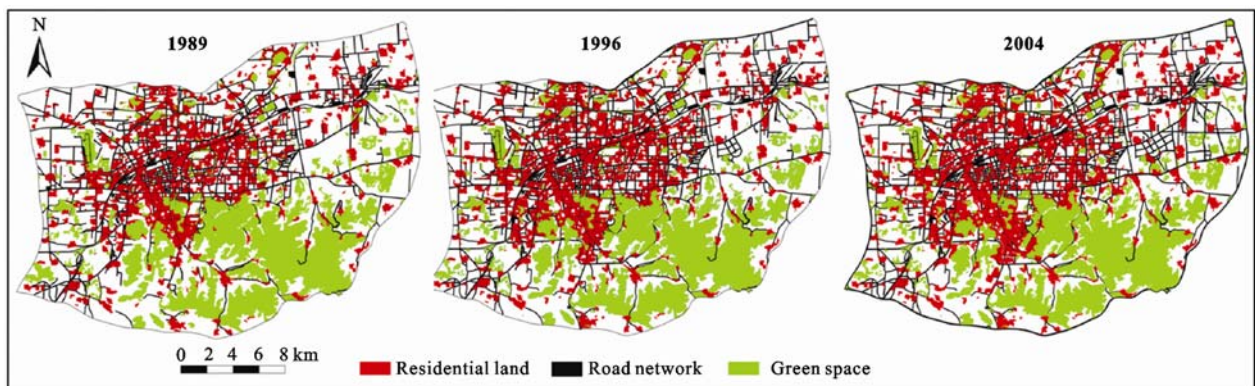 N
1989
1996
2004
0 2 4 6 8 km
Residential land Road network Green space